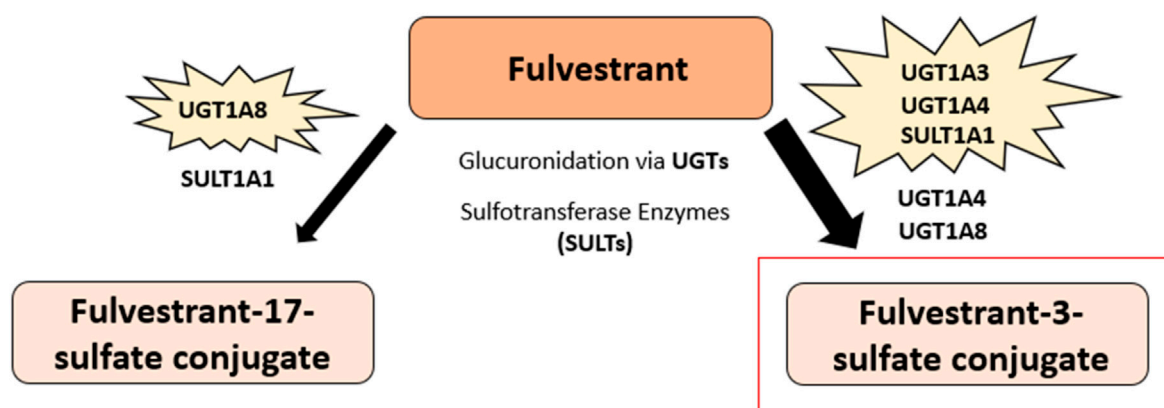 Fulvestrant
UGT1A8
SULT1A1
Glucuronidation via UGTs
Sulfotransferase Enzymes
(SULTs)
UGT1A3
UGT1A4
SULT1A1
UGT1A4
UGT1A8
Fulvestrant-17-
sulfate conjugate
Fulvestrant-3-
sulfate conjugate